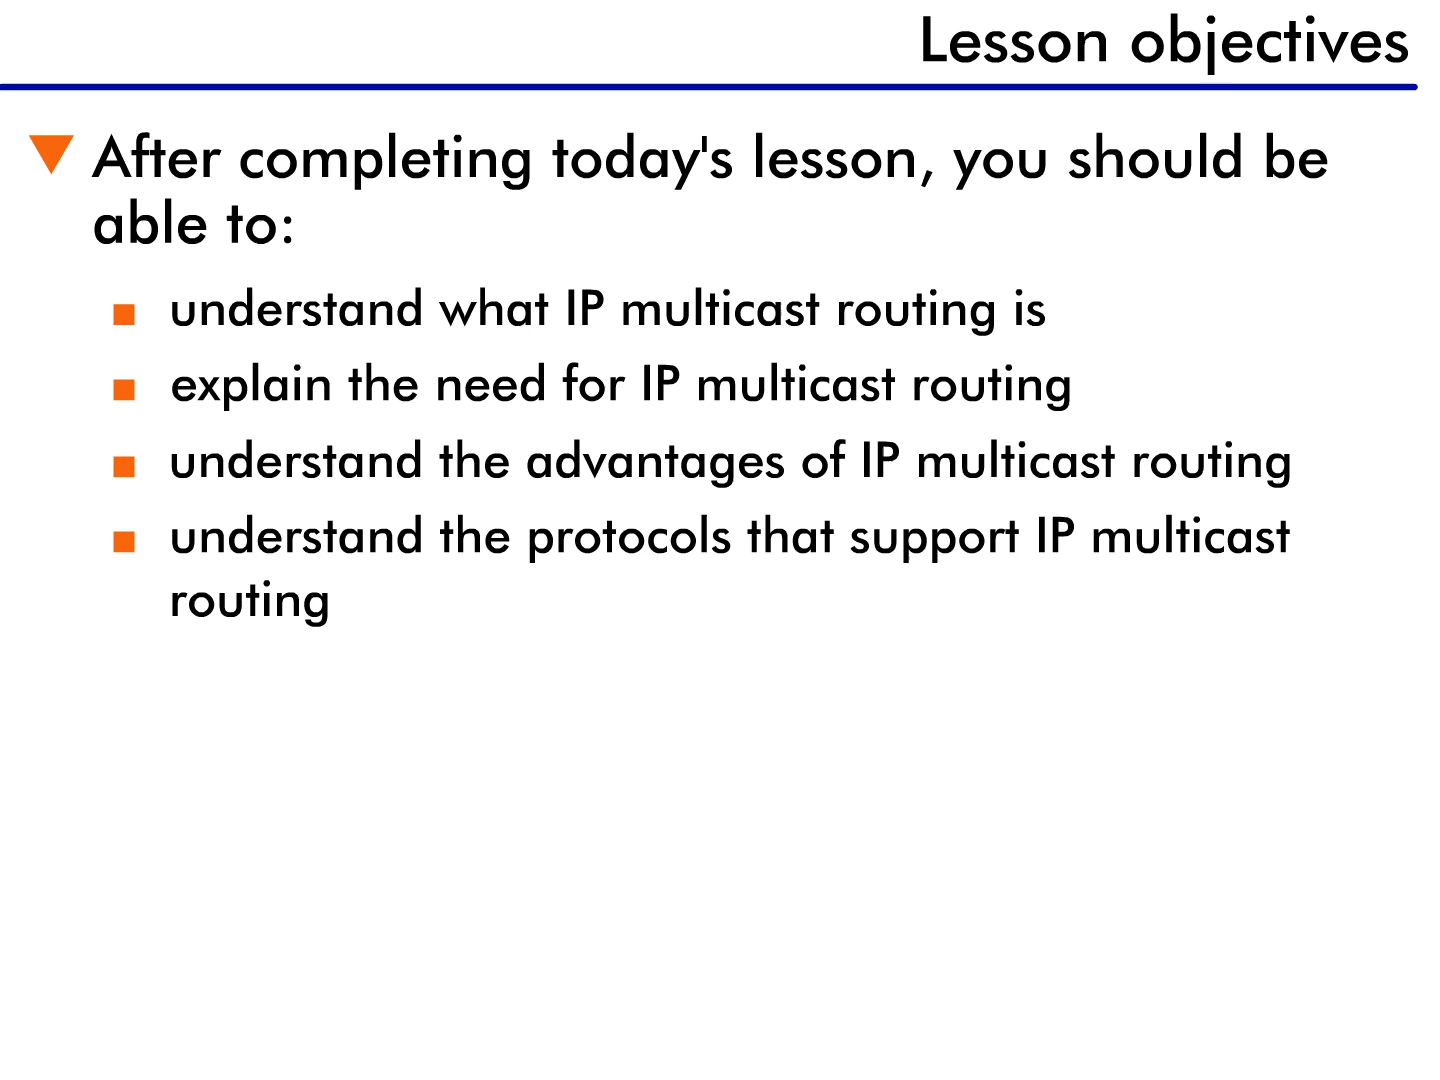 Lesson objectives
After completing today's lesson, you should be
able to:
understand what IP multicast routing is
explain the need for IP multicast routing
understand the advantages of IP multicast routing
understand the protocols that support IP multicast
routing